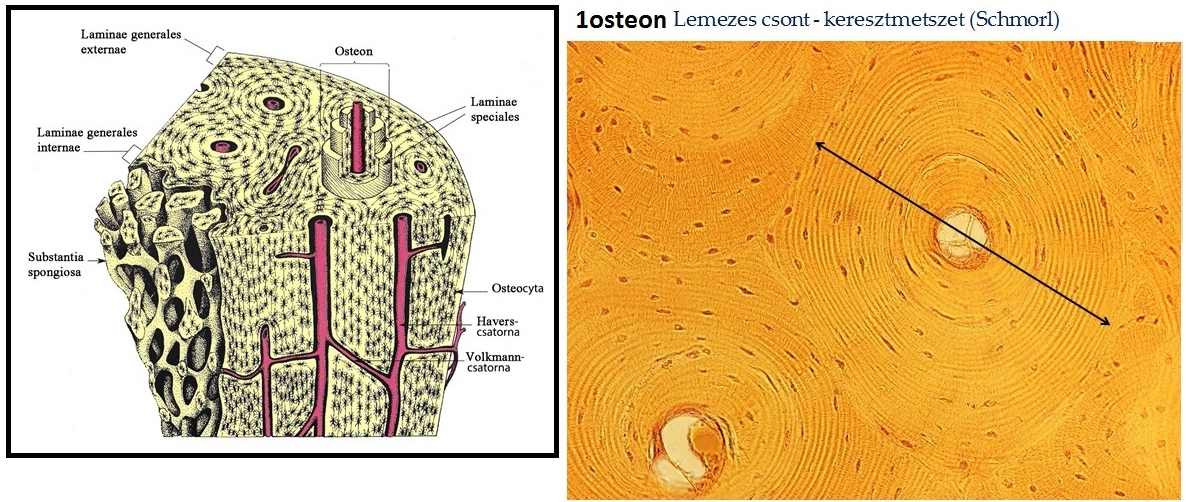 Laminae generales
externae
Osteon
Laminae
speciales
Laminae generales
internae
Substantia
spongiosa
Osteocyta
Havers-
csatorna
Volkmann-
csatorna
1osteon Lemezes csont - keresztmetszet (Schmorl)